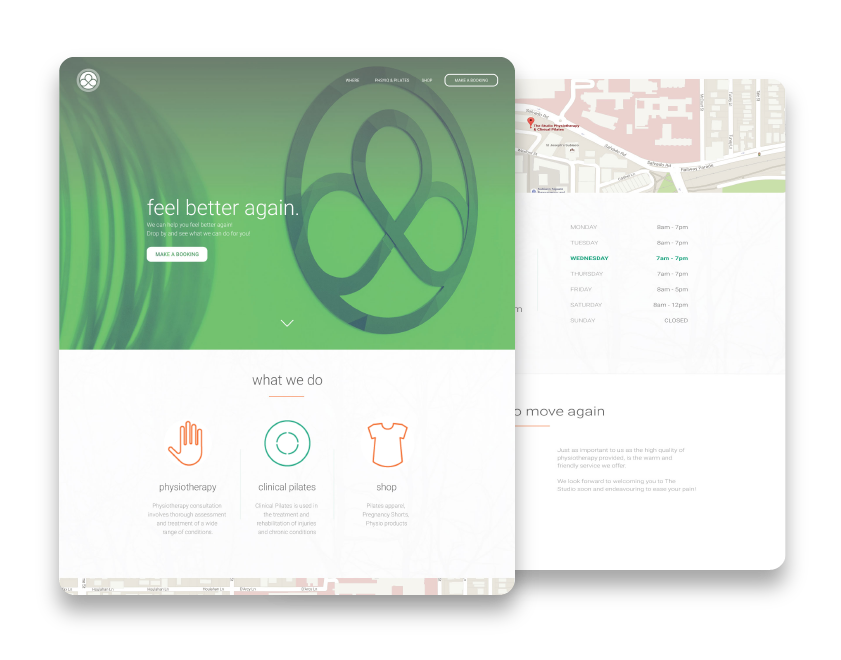 WHERE
PHYSIO & PILATES
SHOP
MAKE A BOOKING
feel better again.
We can help you feel better again.
Drop by and see what we can do for you!
MAKE A BOOKING
what we do
physiotherapy
Physiotherapy consultation
involves thorough assessment
and treatment of a wide
range of conditions.
clinical pilates
Clinical Pilates is used in
the treatment and
rehabilitation of injuries
and chronic conditions
shop
Pilates apparel,
Pregnancy Shorts,
Physio products
The Studio Physiotherapy
& Clinical Pilates
Railway Parade
MONDAY 8am - 7pm
TUESDAY 8am - 7pm
WEDNESDAY 7am - 7pm
THURSDAY 7am - 7pm
FRIDAY 8am - 5pm
SATURDAY 8am - 12pm
SUNDAY CLOSED
o move again
Just as important to us as the high quality of
physiotherapy provided, is the warm and
friendly service we offer.
We look forward to welcoming you to The
Studio soon and endeavouring to ease your pain!